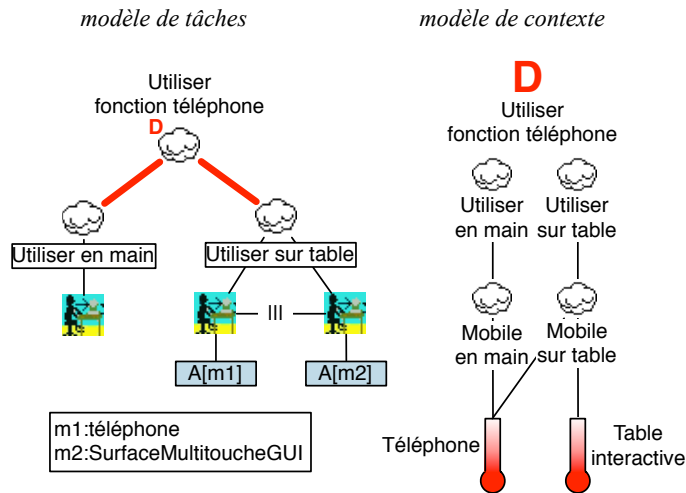 modèle de tâches
modèle de contexte
Utiliser
fonction téléphone
D
Utiliser en main
Utiliser sur table
III
A[m1]
A[m2]
m1:téléphone
m2:SurfaceMultitoucheGUI
D
Utiliser
fonction téléphone
Utiliser
en main
Utiliser
sur table
Mobile
en main
Mobile
sur table
Téléphone
Table
interactive